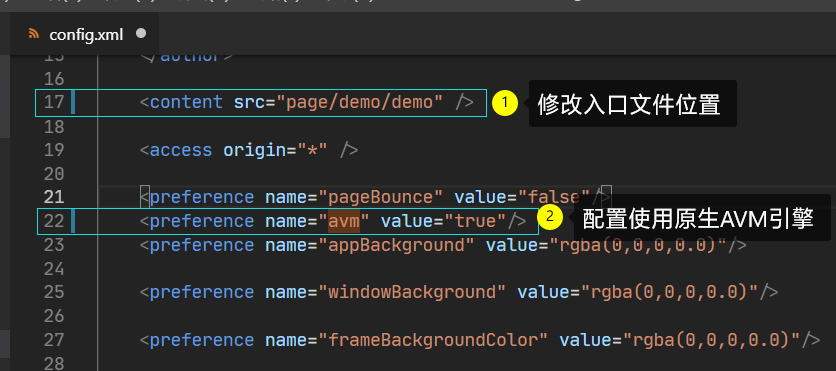 config.xml
15 </author>
16
17 <content src="page/demo/demo" /> 1 修改入口文件位置
18
19 <access origin="*" />
20
21 <preference name="pageBounce" value="false"/>
22 <preference name="avm" value="true"/> 2 配置使用原生AVM引擎
23 <preference name="appBackground" value="rgba(0,0,0,0.0)"/>
24
25 <preference name="windowBackground" value="rgba(0,0,0,0.0)"/>
26
27 <preference name="frameBackgroundColor" value="rgba(0,0,0,0.0)"/>
28